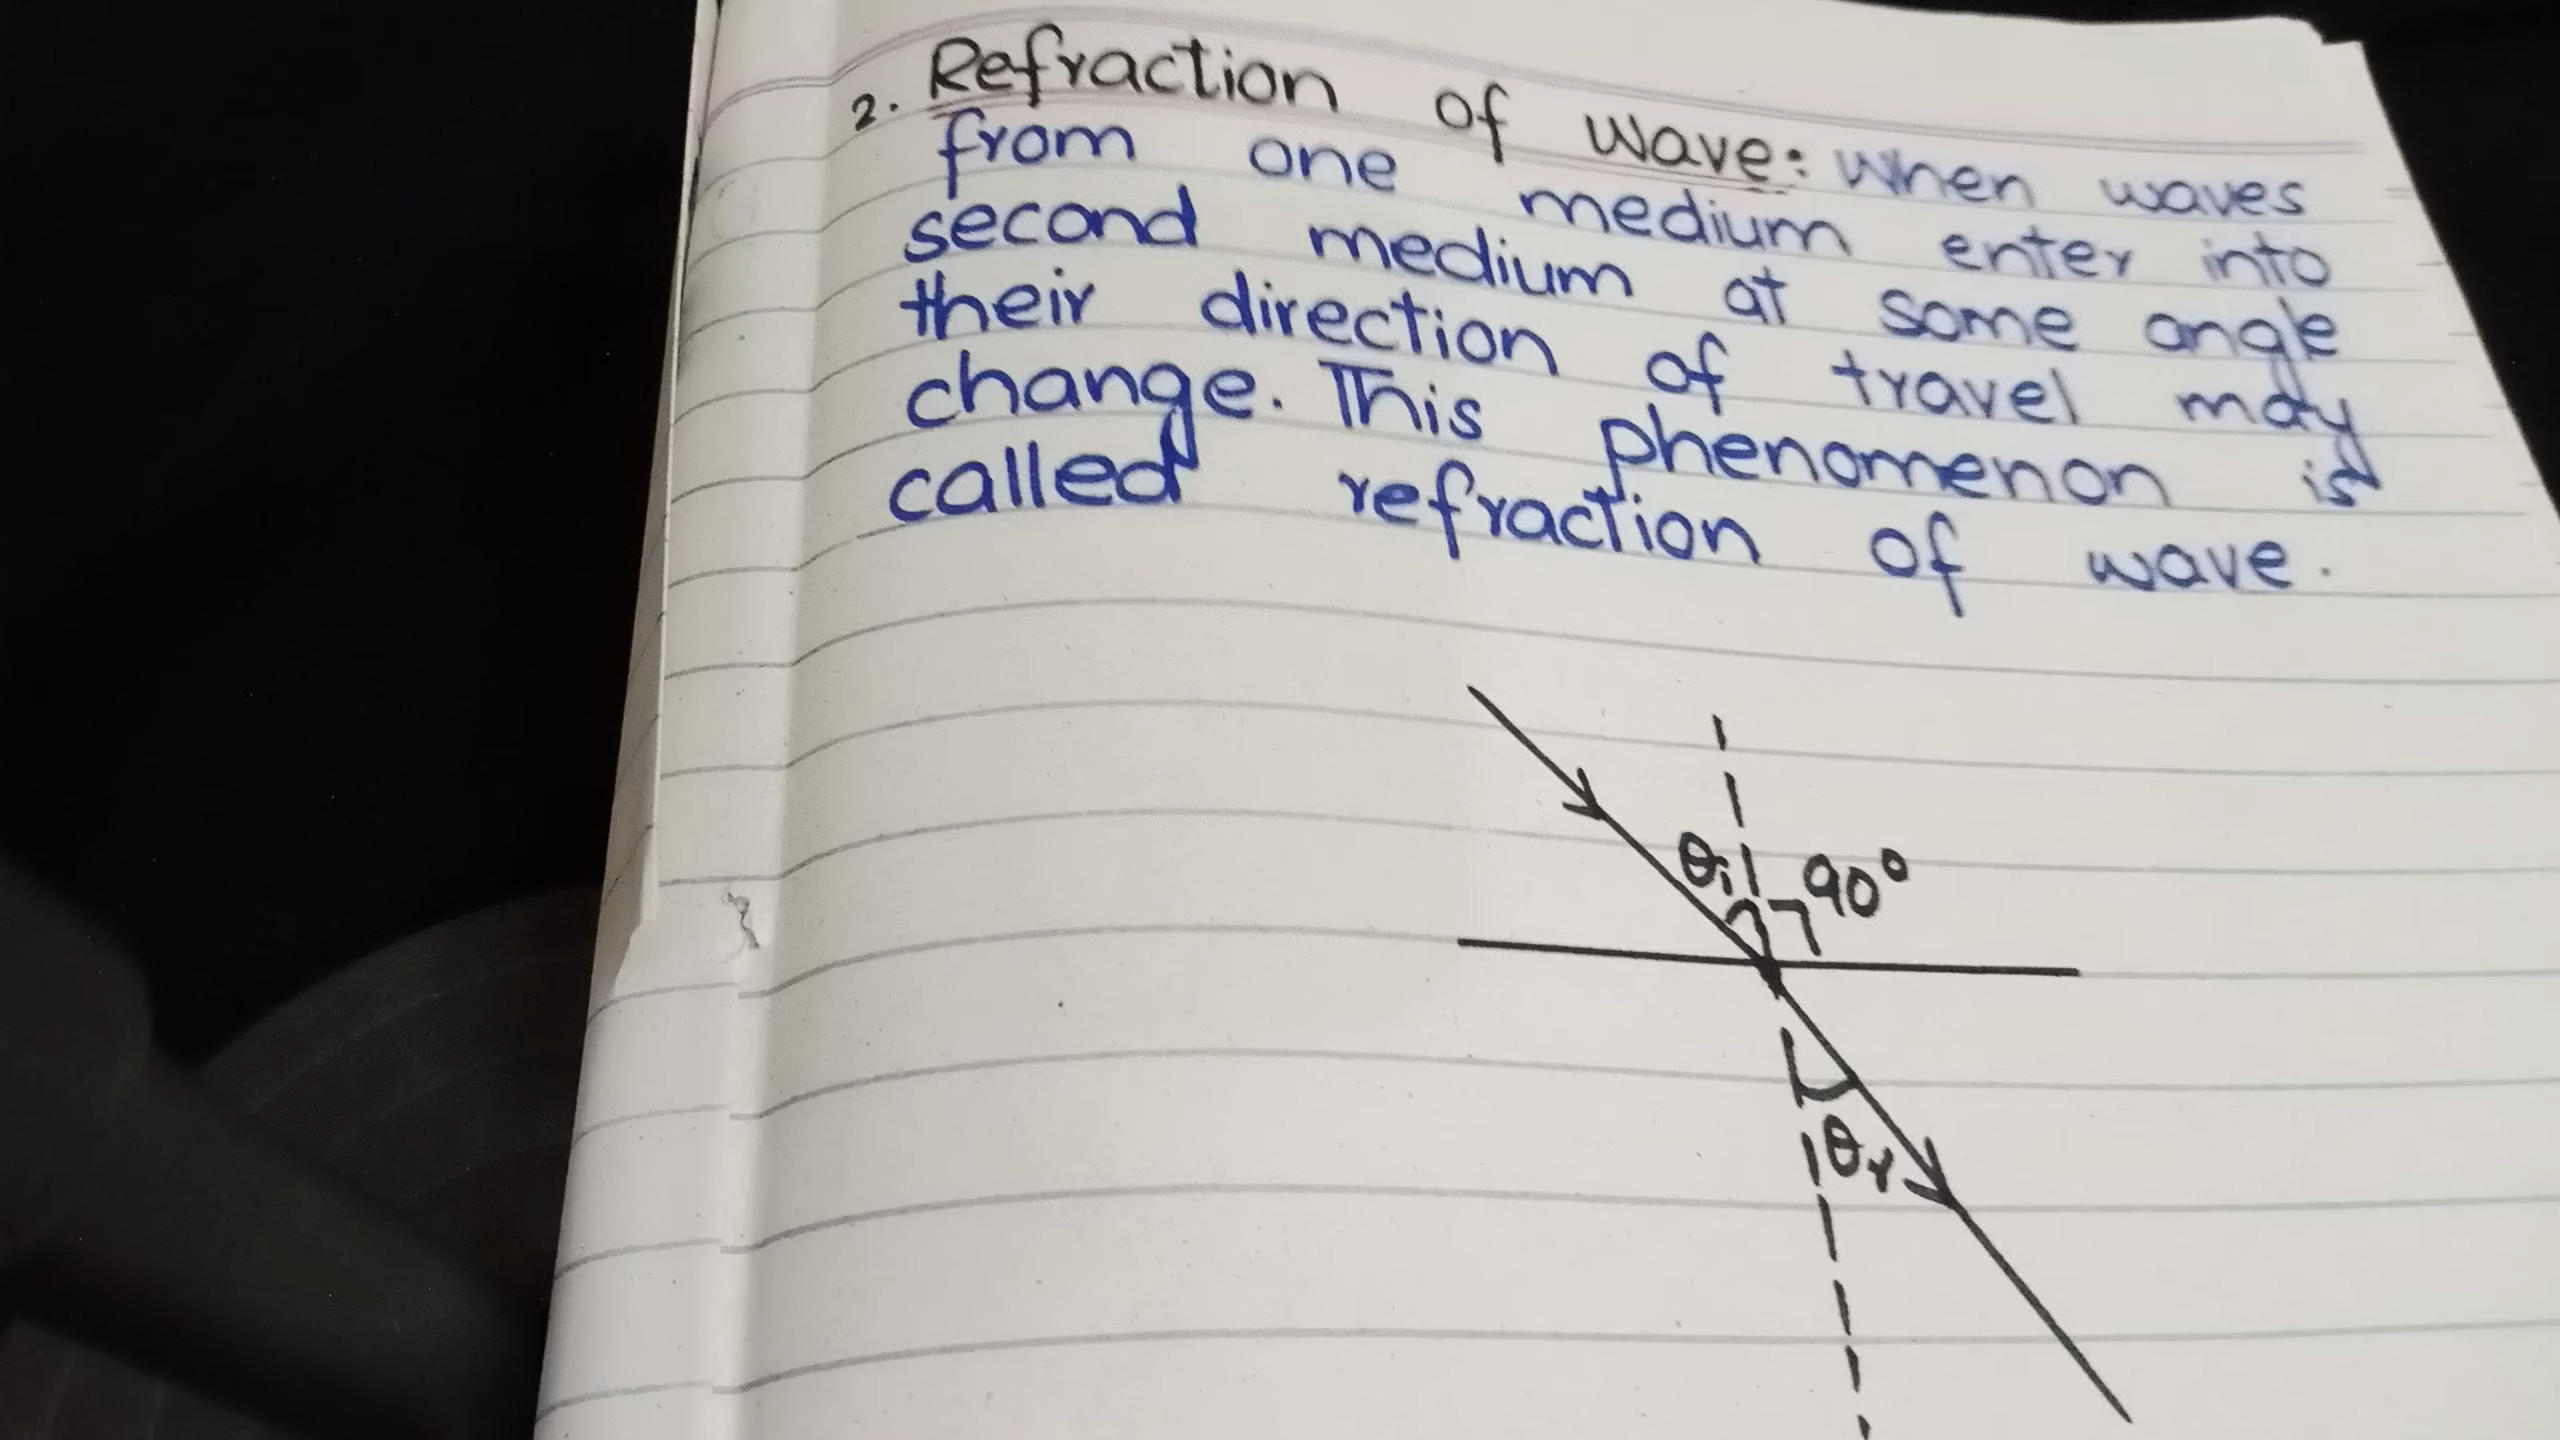 2. Refraction of wave: When waves
from one medium enter into
second medium at some angle
their direction of travel may
change. This phenomenon is
called refraction of wave.
θi 90°
θr